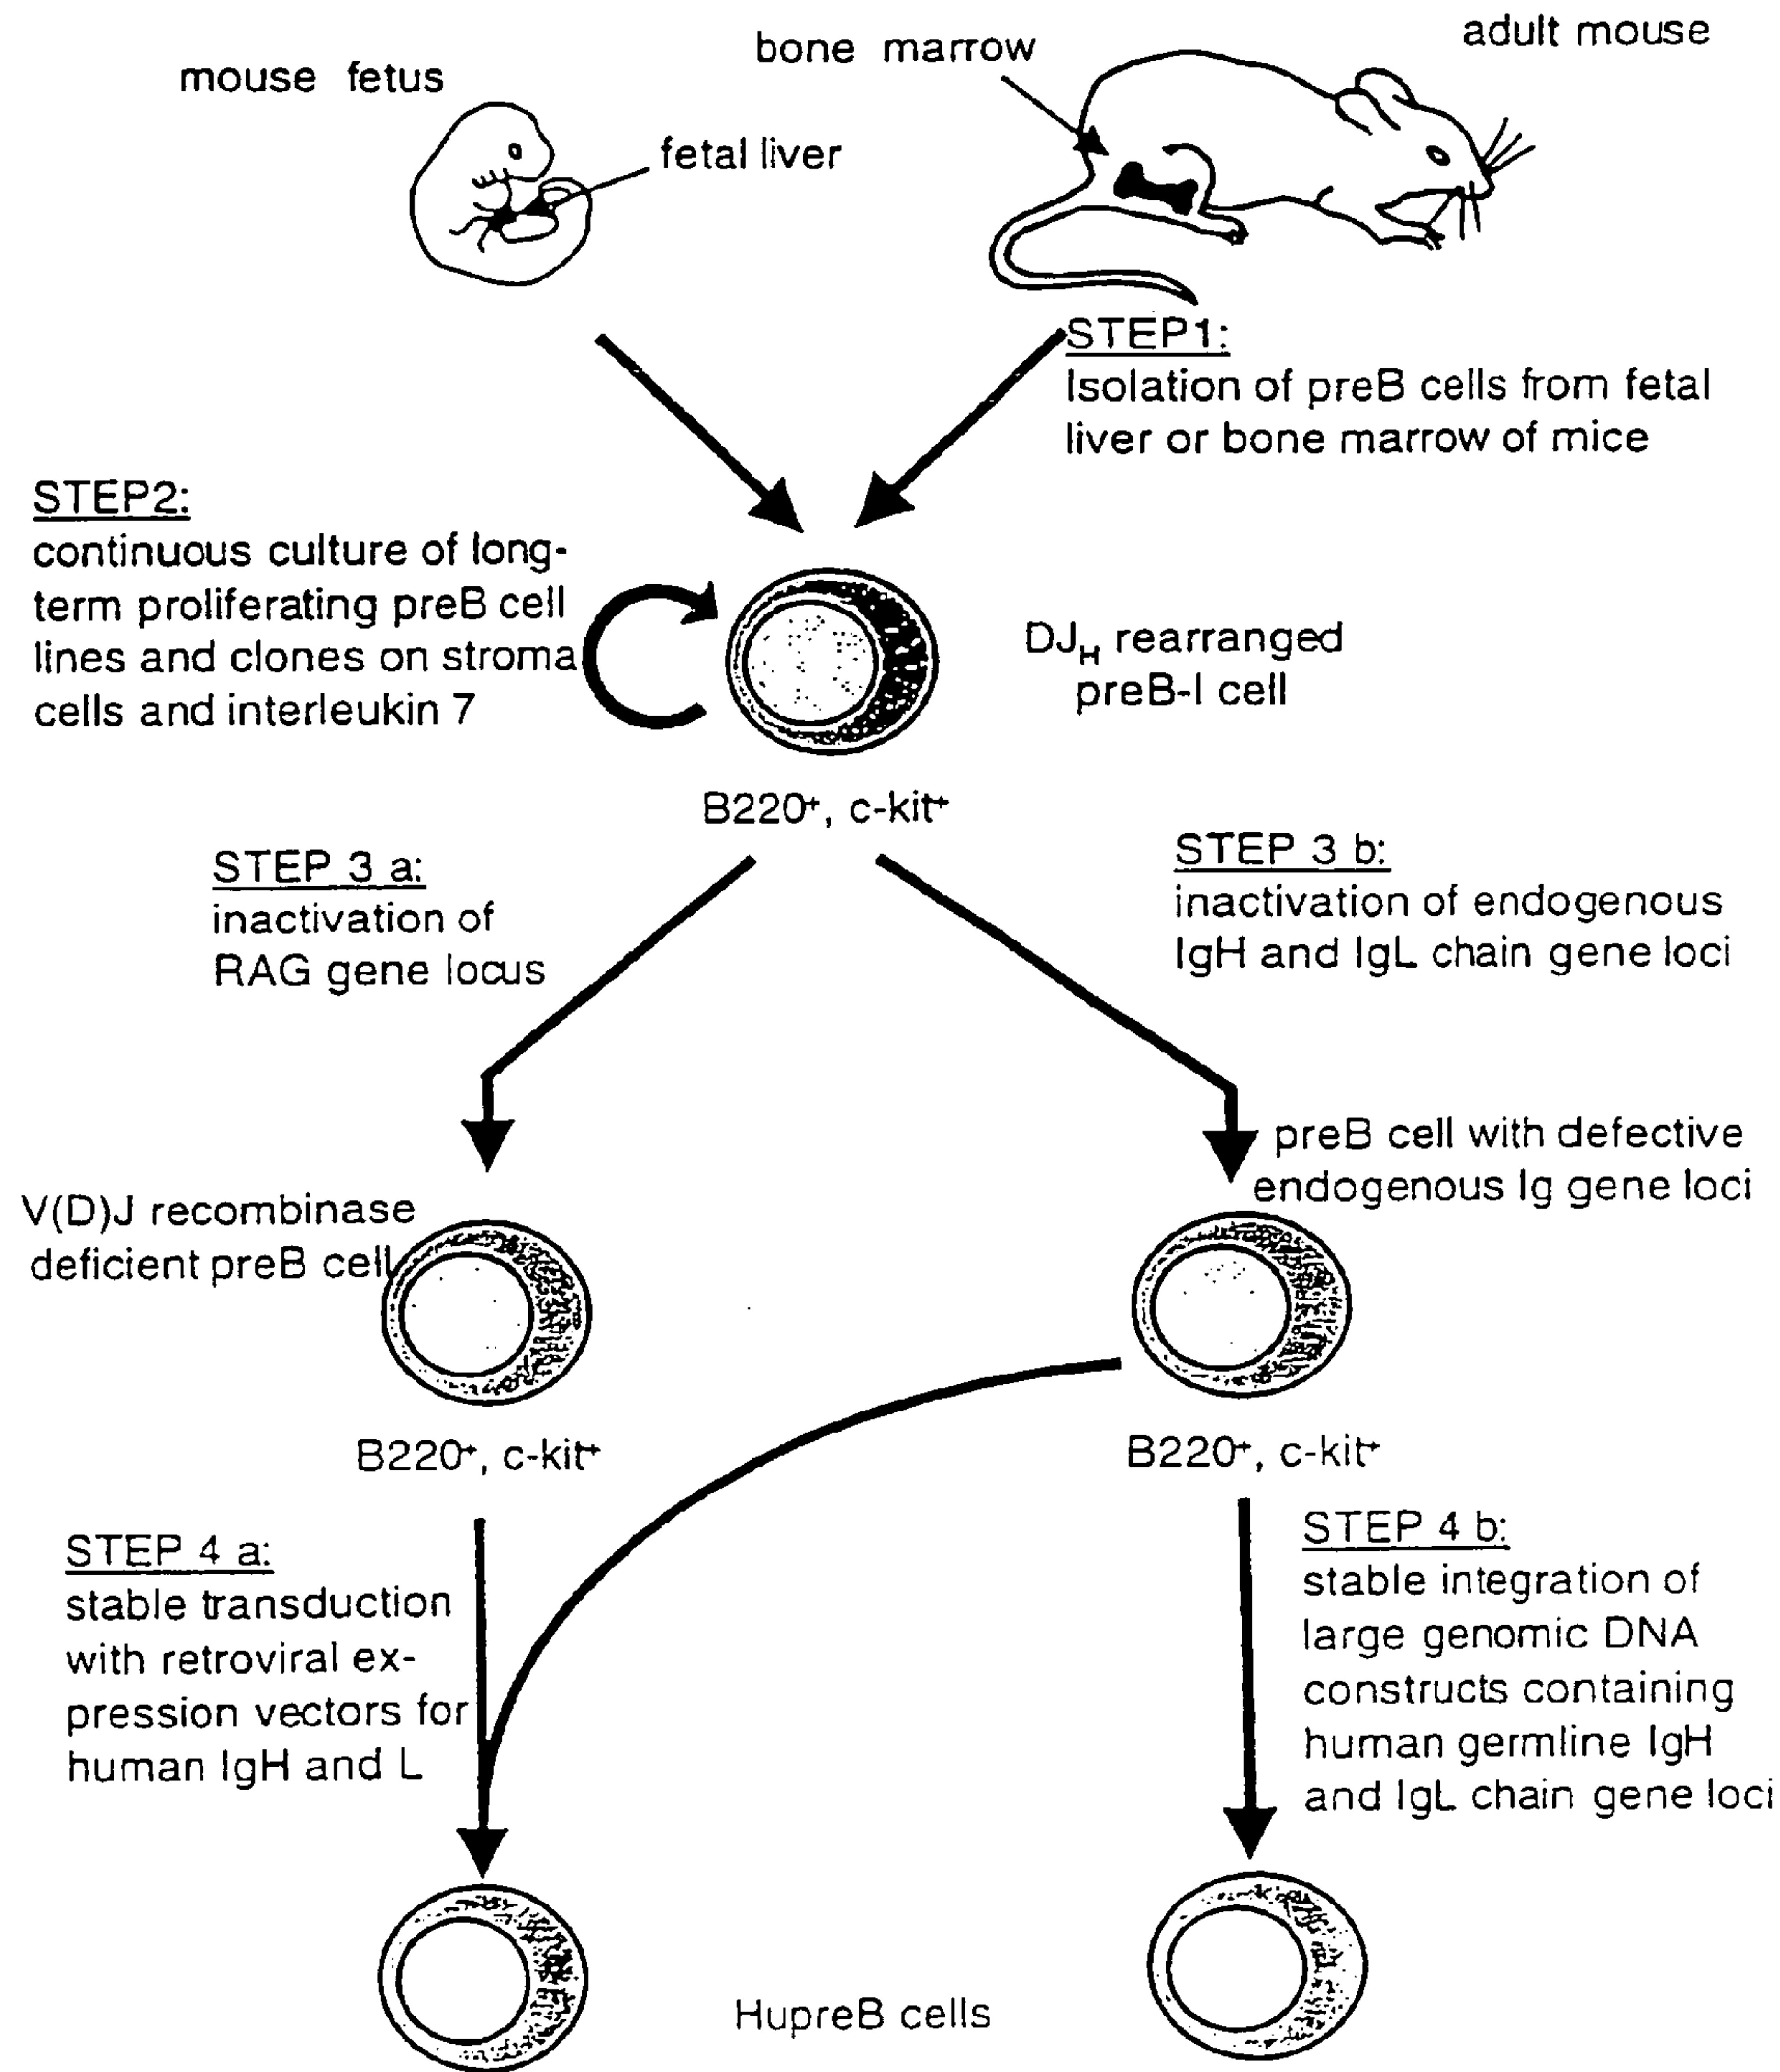 mouse fetus
bone marrow
adult mouse
fetal liver
STEP1:
Isolation of preB cells from fetal
liver or bone marrow of mice
STEP2:
continuous culture of long-
term proliferating preB cell
lines and clones on stroma
cells and interleukin 7
DJH rearranged
preB-I cell
B220+, c-kit+
STEP 3 a:
inactivation of
RAG gene locus
STEP 3 b:
inactivation of endogenous
IgH and IgL chain gene loci
V(D)J recombinase
deficient preB cell
preB cell with defective
endogenous Ig gene loci
B220+, c-kit+
B220+, c-kit+
STEP 4 a:
stable transduction
with retroviral ex-
pression vectors for
human IgH and L
STEP 4 b:
stable integration of
large genomic DNA
constructs containing
human germline IgH
and IgL chain gene loci
HupreB cells